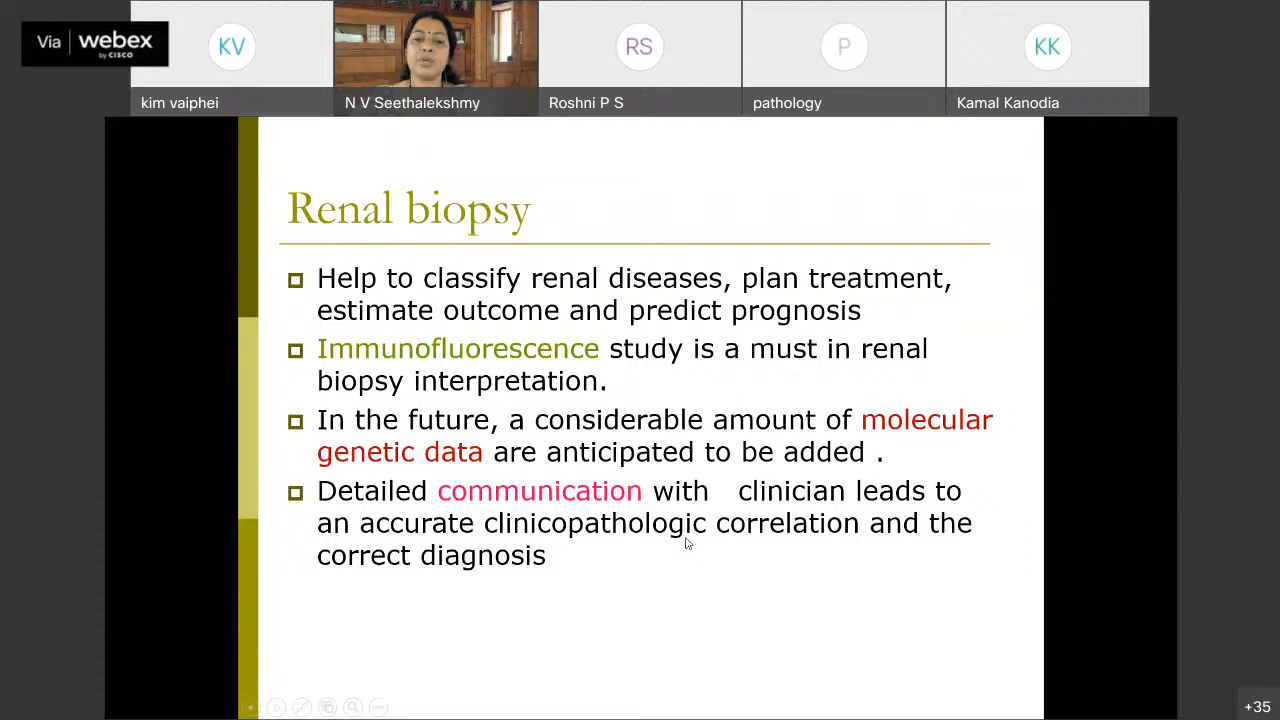 Via webex
by CISCO
KV
RS
P
KK
kim vaiphei
N V Seethalekshmy
Roshni P S
pathology
Kamal Kanodia
Renal biopsy
Help to classify renal diseases, plan treatment,
estimate outcome and predict prognosis
Immunofluorescence study is a must in renal
biopsy interpretation.
In the future, a considerable amount of molecular
genetic data are anticipated to be added .
Detailed communication with clinician leads to
an accurate clinicopathologic correlation and the
correct diagnosis
+35